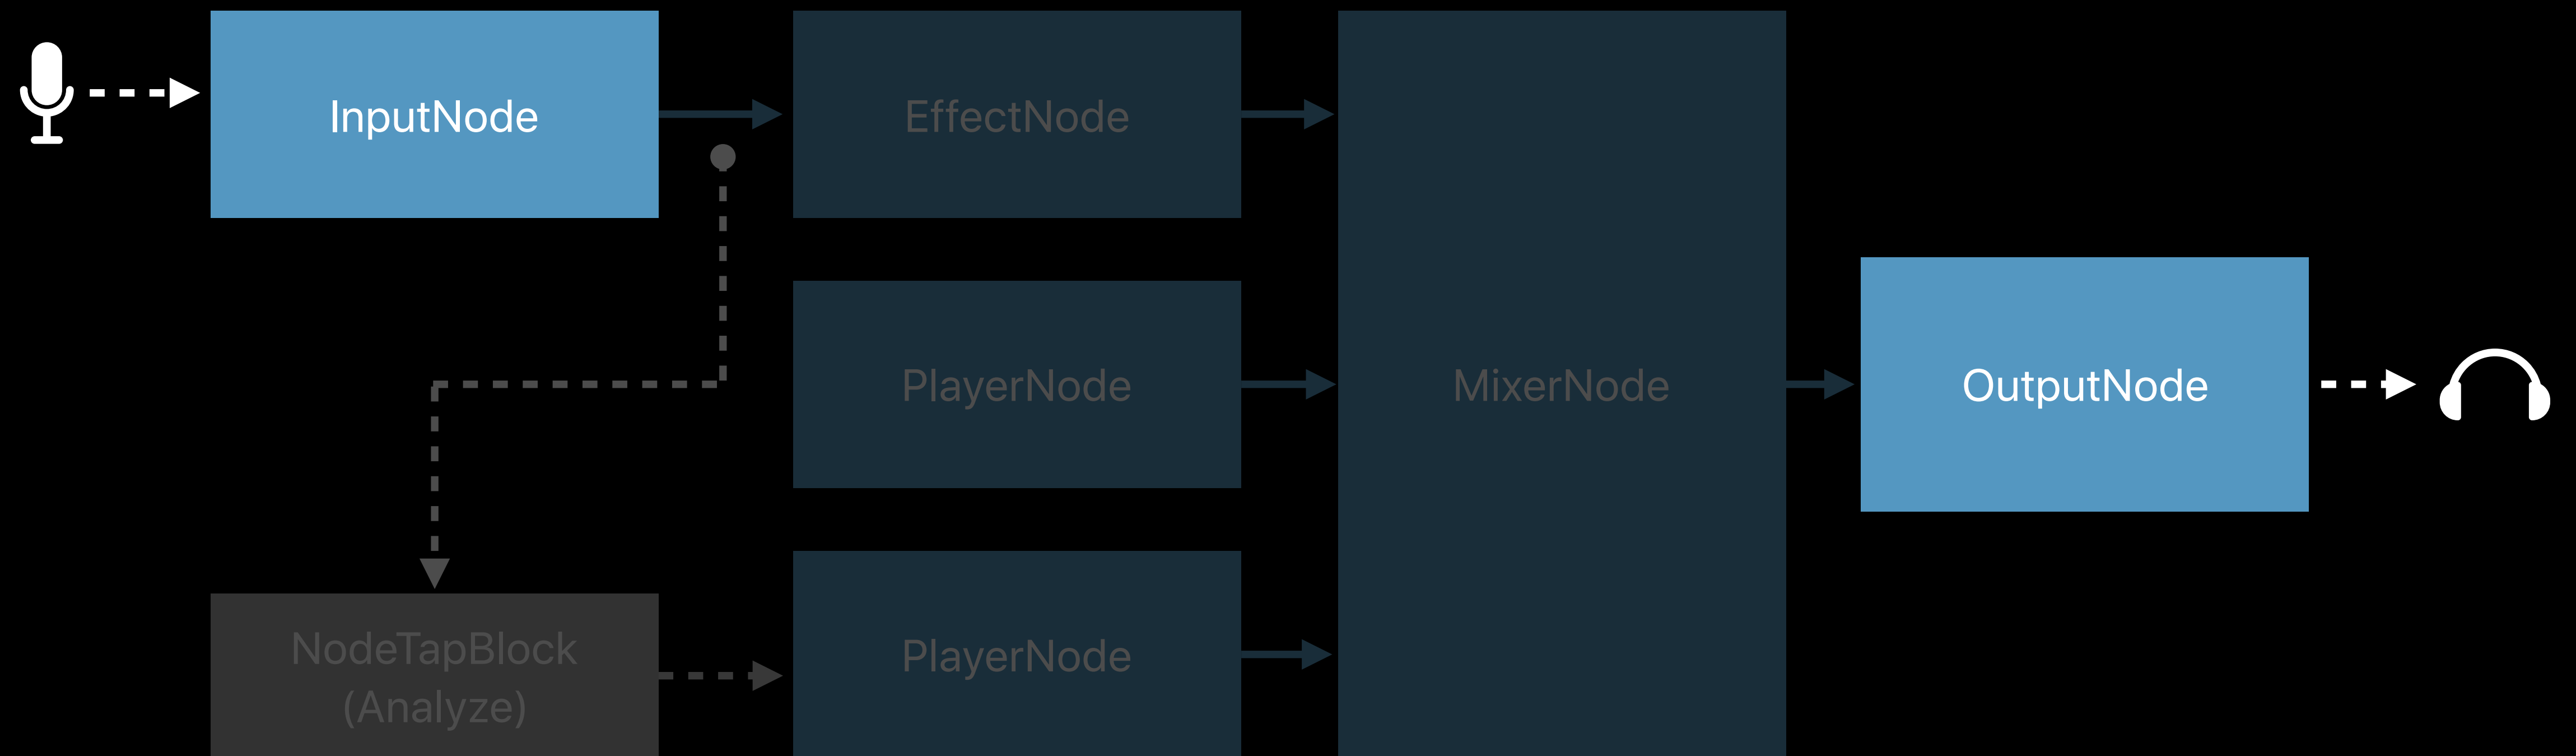 InputNode
EffectNode
PlayerNode
MixerNode
OutputNode
NodeTapBlock
(Analyze)
PlayerNode